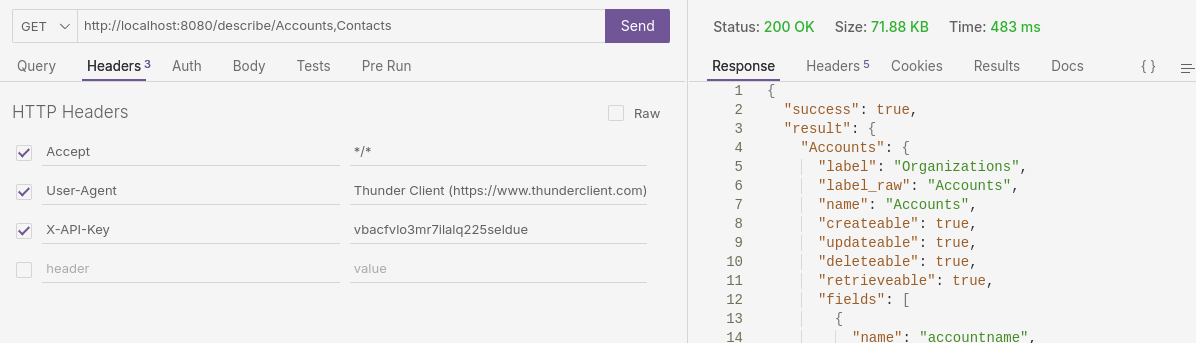 GET http://localhost:8080/describe/Accounts,Contacts Send
Query Headers 3 Auth Body Tests Pre Run
HTTP Headers Raw
Accept */*
User-Agent Thunder Client (https://www.thunderclient.com)
X-API-Key vbacfvlo3mr7ilalq225seldue
header value
Status: 200 OK Size: 71.88 KB Time: 483 ms
Response Headers 5 Cookies Results Docs { }
1 {
2 "success": true,
3 "result": {
4 "Accounts": {
5 "label": "Organizations",
6 "label_raw": "Accounts",
7 "name": "Accounts",
8 "createable": true,
9 "updateable": true,
10 "deleteable": true,
11 "retrieveable": true,
12 "fields": [
13 {
14 "name": "accountname",